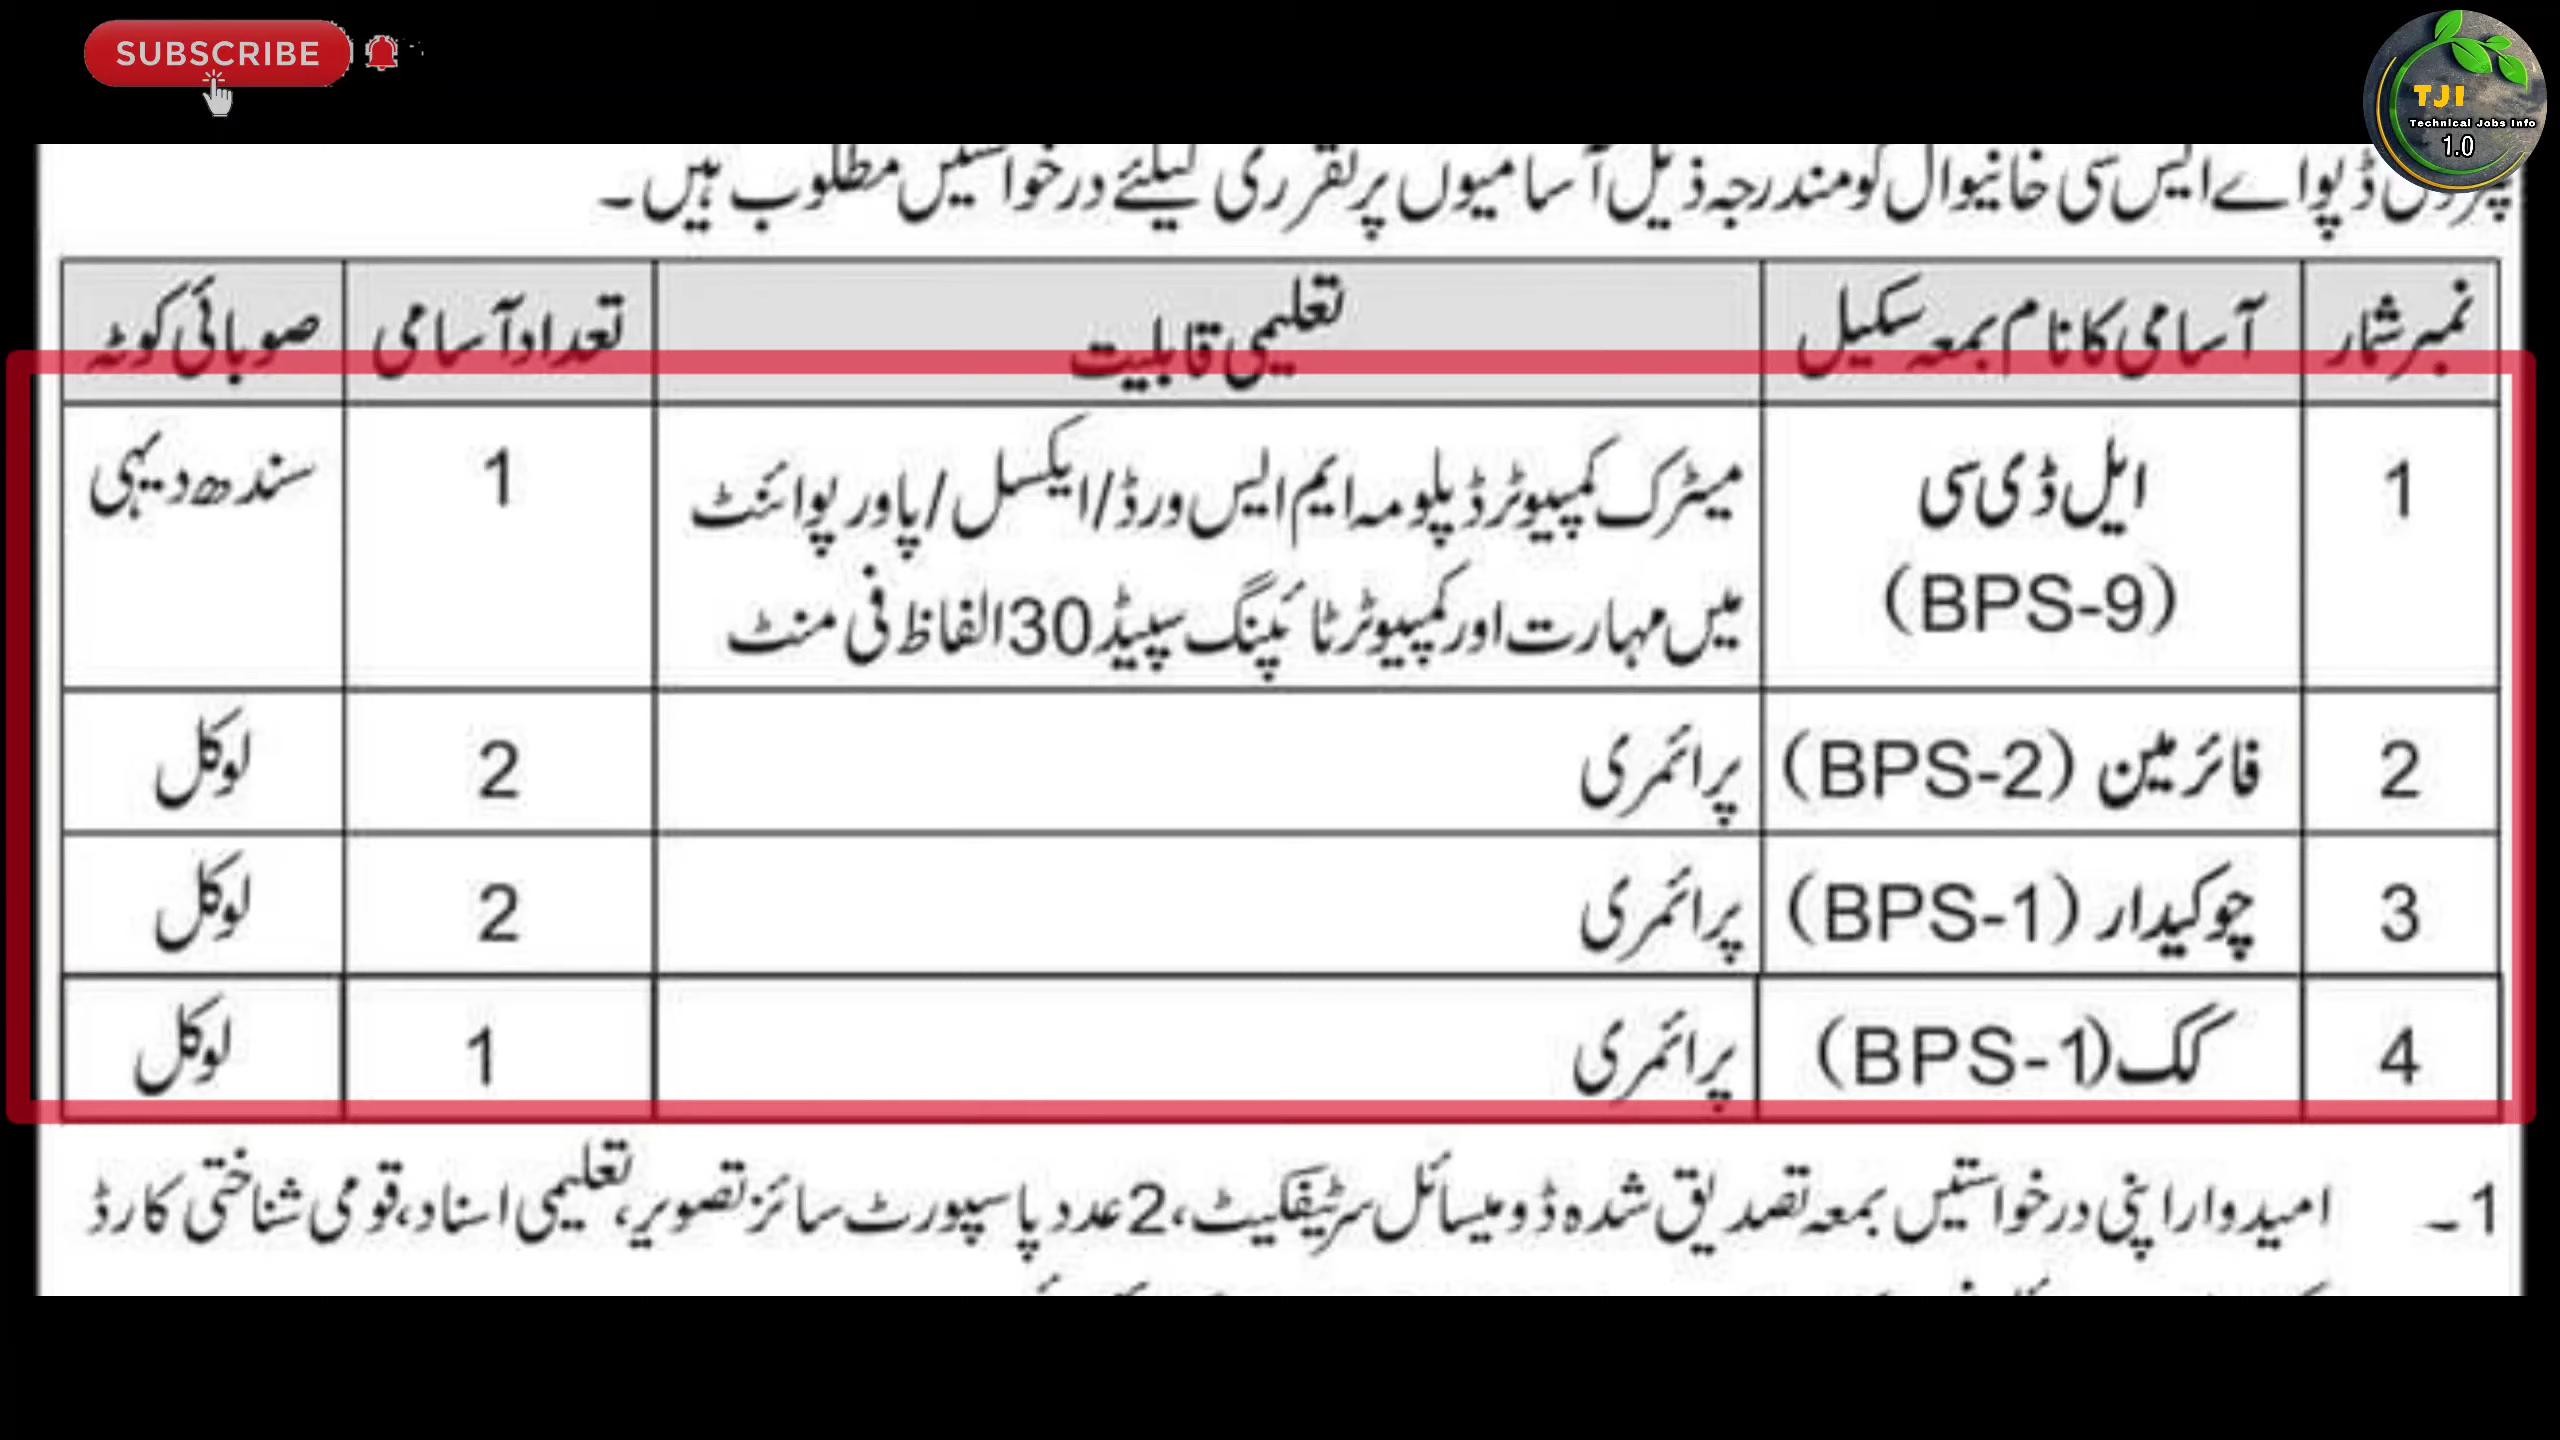 SUBSCRIBE
TJI
Technical Jobs Info
1.0
ڈپو اے ایس سی خانیوال کو مندرجہ ذیل آسامیوں پر تقرری کیلئے درخواستیں مطلوب ہیں۔
نمبر شمار آسامی کا نام بمعہ سکیل تعلیمی قابلیت تعداد آسامی صوبائی کوٹہ
1 ایل ڈی سی میٹرک کمپیوٹر ڈپلومہ ایم ایس ورڈ/ایکسل/پاور پوائنٹ 1 سندھ دیہی
(BPS-9) میں مہارت اور کمپیوٹر ٹائپنگ سپیڈ 30 الفاظ فی منٹ
2 فائر مین (BPS-2) پرائمری 2 لوکل
3 چوکیدار (BPS-1) پرائمری 2 لوکل
4 کک (BPS-1) پرائمری 1 لوکل
1۔ امیدوار اپنی درخواستیں بمعہ تصدیق شدہ ڈومیسائل سرٹیفکیٹ، 2 عدد پاسپورٹ سائز تصویر، تعلیمی اسناد، قومی شناختی کارڈ